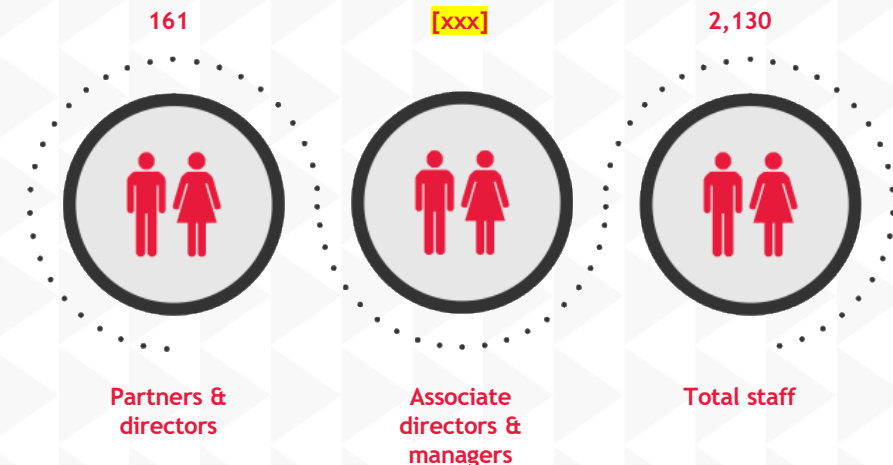 161
[xxx]
2,130
Partners &
directors
Associate
directors &
managers
Total staff